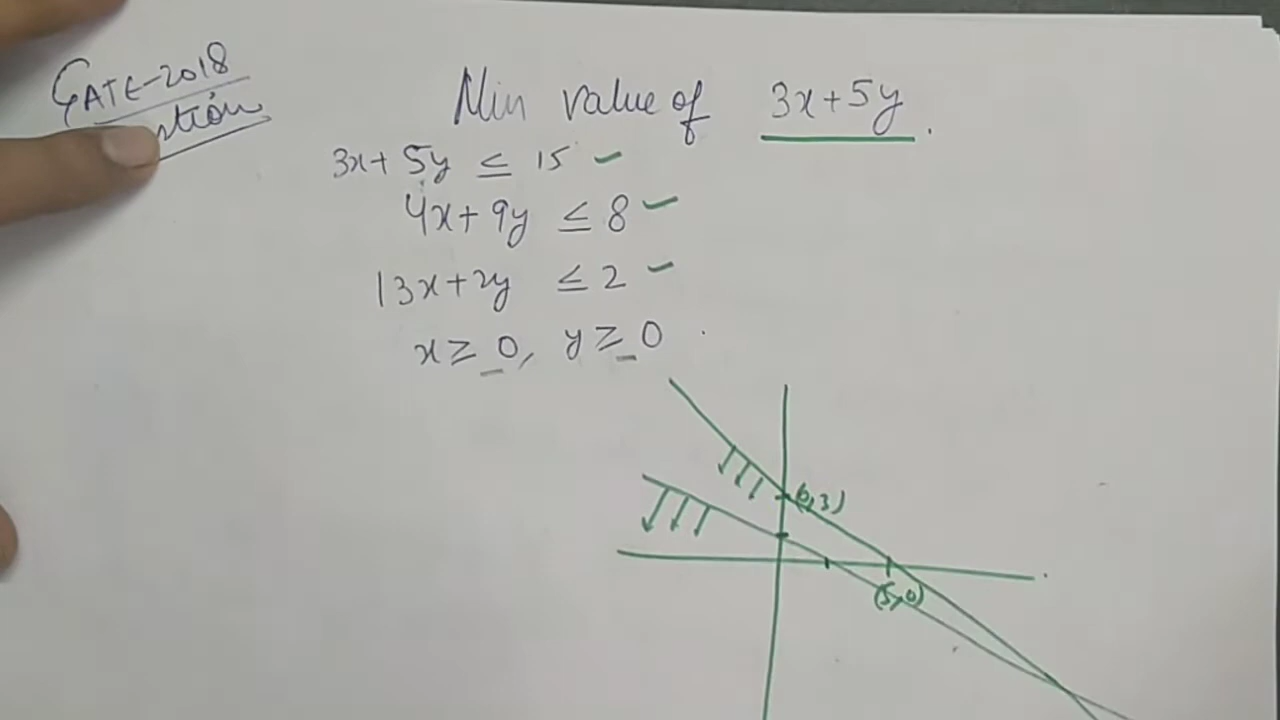 GATE-2018
Min value of 3x+5y.
3x+5y ≤ 15
4x+9y ≤ 8
13x+2y ≤ 2
x ≥ 0, y ≥ 0
(0,3)
(5,0)